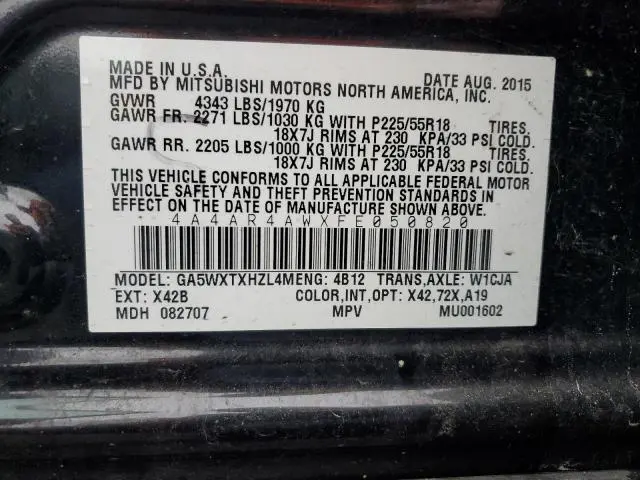 MADE IN U.S.A. DATE AUG. 2015
MFD BY MITSUBISHI MOTORS NORTH AMERICA, INC.
GVWR 4343 LBS/1970 KG
GAWR FR. 2271 LBS/1030 KG WITH P225/55R18 TIRES.
18X7J RIMS AT 230 KPA/33 PSI COLD.
GAWR RR. 2205 LBS/1000 KG WITH P225/55R18 TIRES.
18X7J RIMS AT 230 KPA/33 PSI COLD.
THIS VEHICLE CONFORMS TO ALL APPLICABLE FEDERAL MOTOR
VEHICLE SAFETY AND THEFT PREVENTION STANDARDS IN
EFFECT ON THE DATE OF MANUFACTURE SHOWN ABOVE.
4A4AR4AWXFE050820
MODEL: GA5WXTXHZL4MENG: 4B12 TRANS,AXLE: W1CJA
EXT: X42B COLOR,INT,OPT: X42,72X,A19
MDH 082707 MPV MU001602